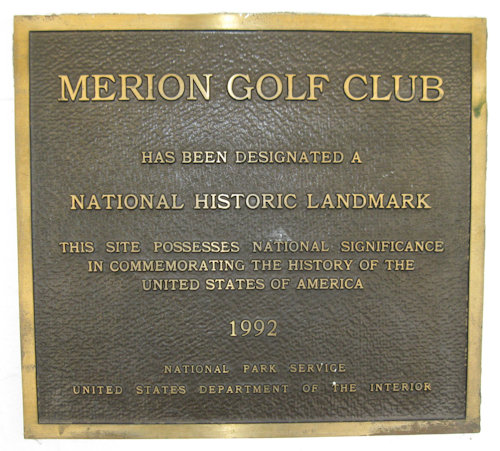 MERION GOLF CLUB
HAS BEEN DESIGNATED A
NATIONAL HISTORIC LANDMARK
THIS SITE POSSESSES NATIONAL SIGNIFICANCE
IN COMMEMORATING THE HISTORY OF THE
UNITED STATES OF AMERICA
1992
NATIONAL PARK SERVICE
UNITED STATES DEPARTMENT OF THE INTERIOR